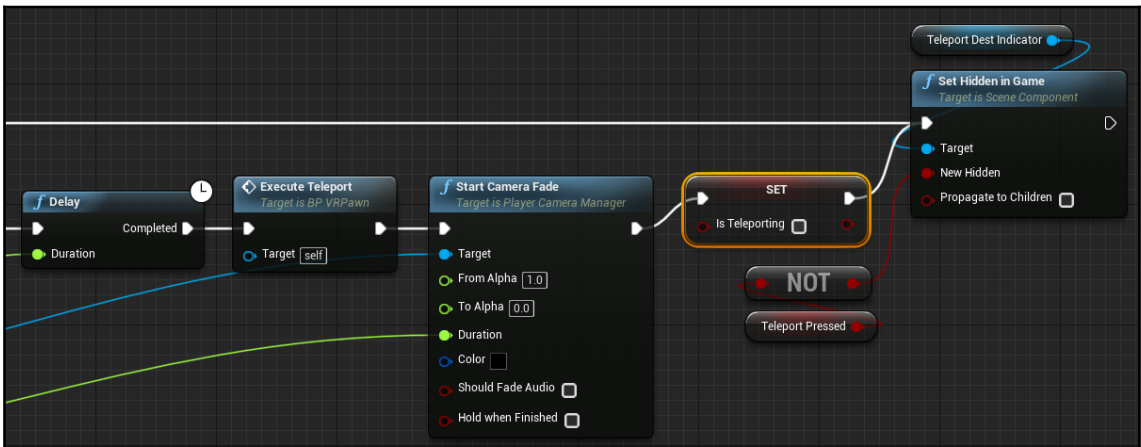 Teleport Dest Indicator
Set Hidden in Game
Target is Scene Component
Target
New Hidden
Propagate to Children
Delay
Completed
Duration
Execute Teleport
Target is BP VRPawn
Target self
Start Camera Fade
Target is Player Camera Manager
Target
From Alpha 1.0
To Alpha 0.0
Duration
Color
Should Fade Audio
Hold when Finished
SET
Is Teleporting
NOT
Teleport Pressed